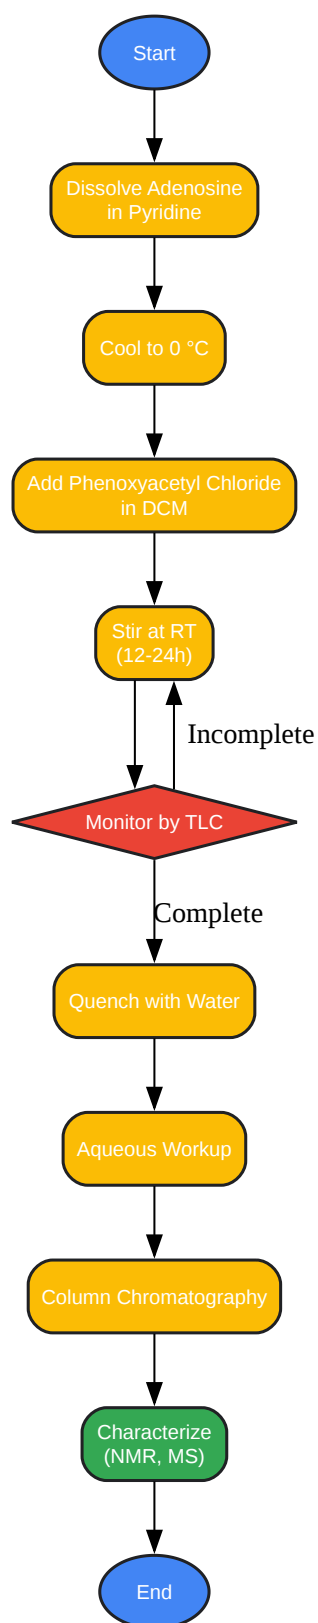 Start
Dissolve Adenosine
in Pyridine
Cool to 0 °C
Add Phenoxyacetyl Chloride
in DCM
Stir at RT
(12-24h)
Incomplete
Monitor by TLC
Complete
Quench with Water
Aqueous Workup
Column Chromatography
Characterize
(NMR, MS)
End